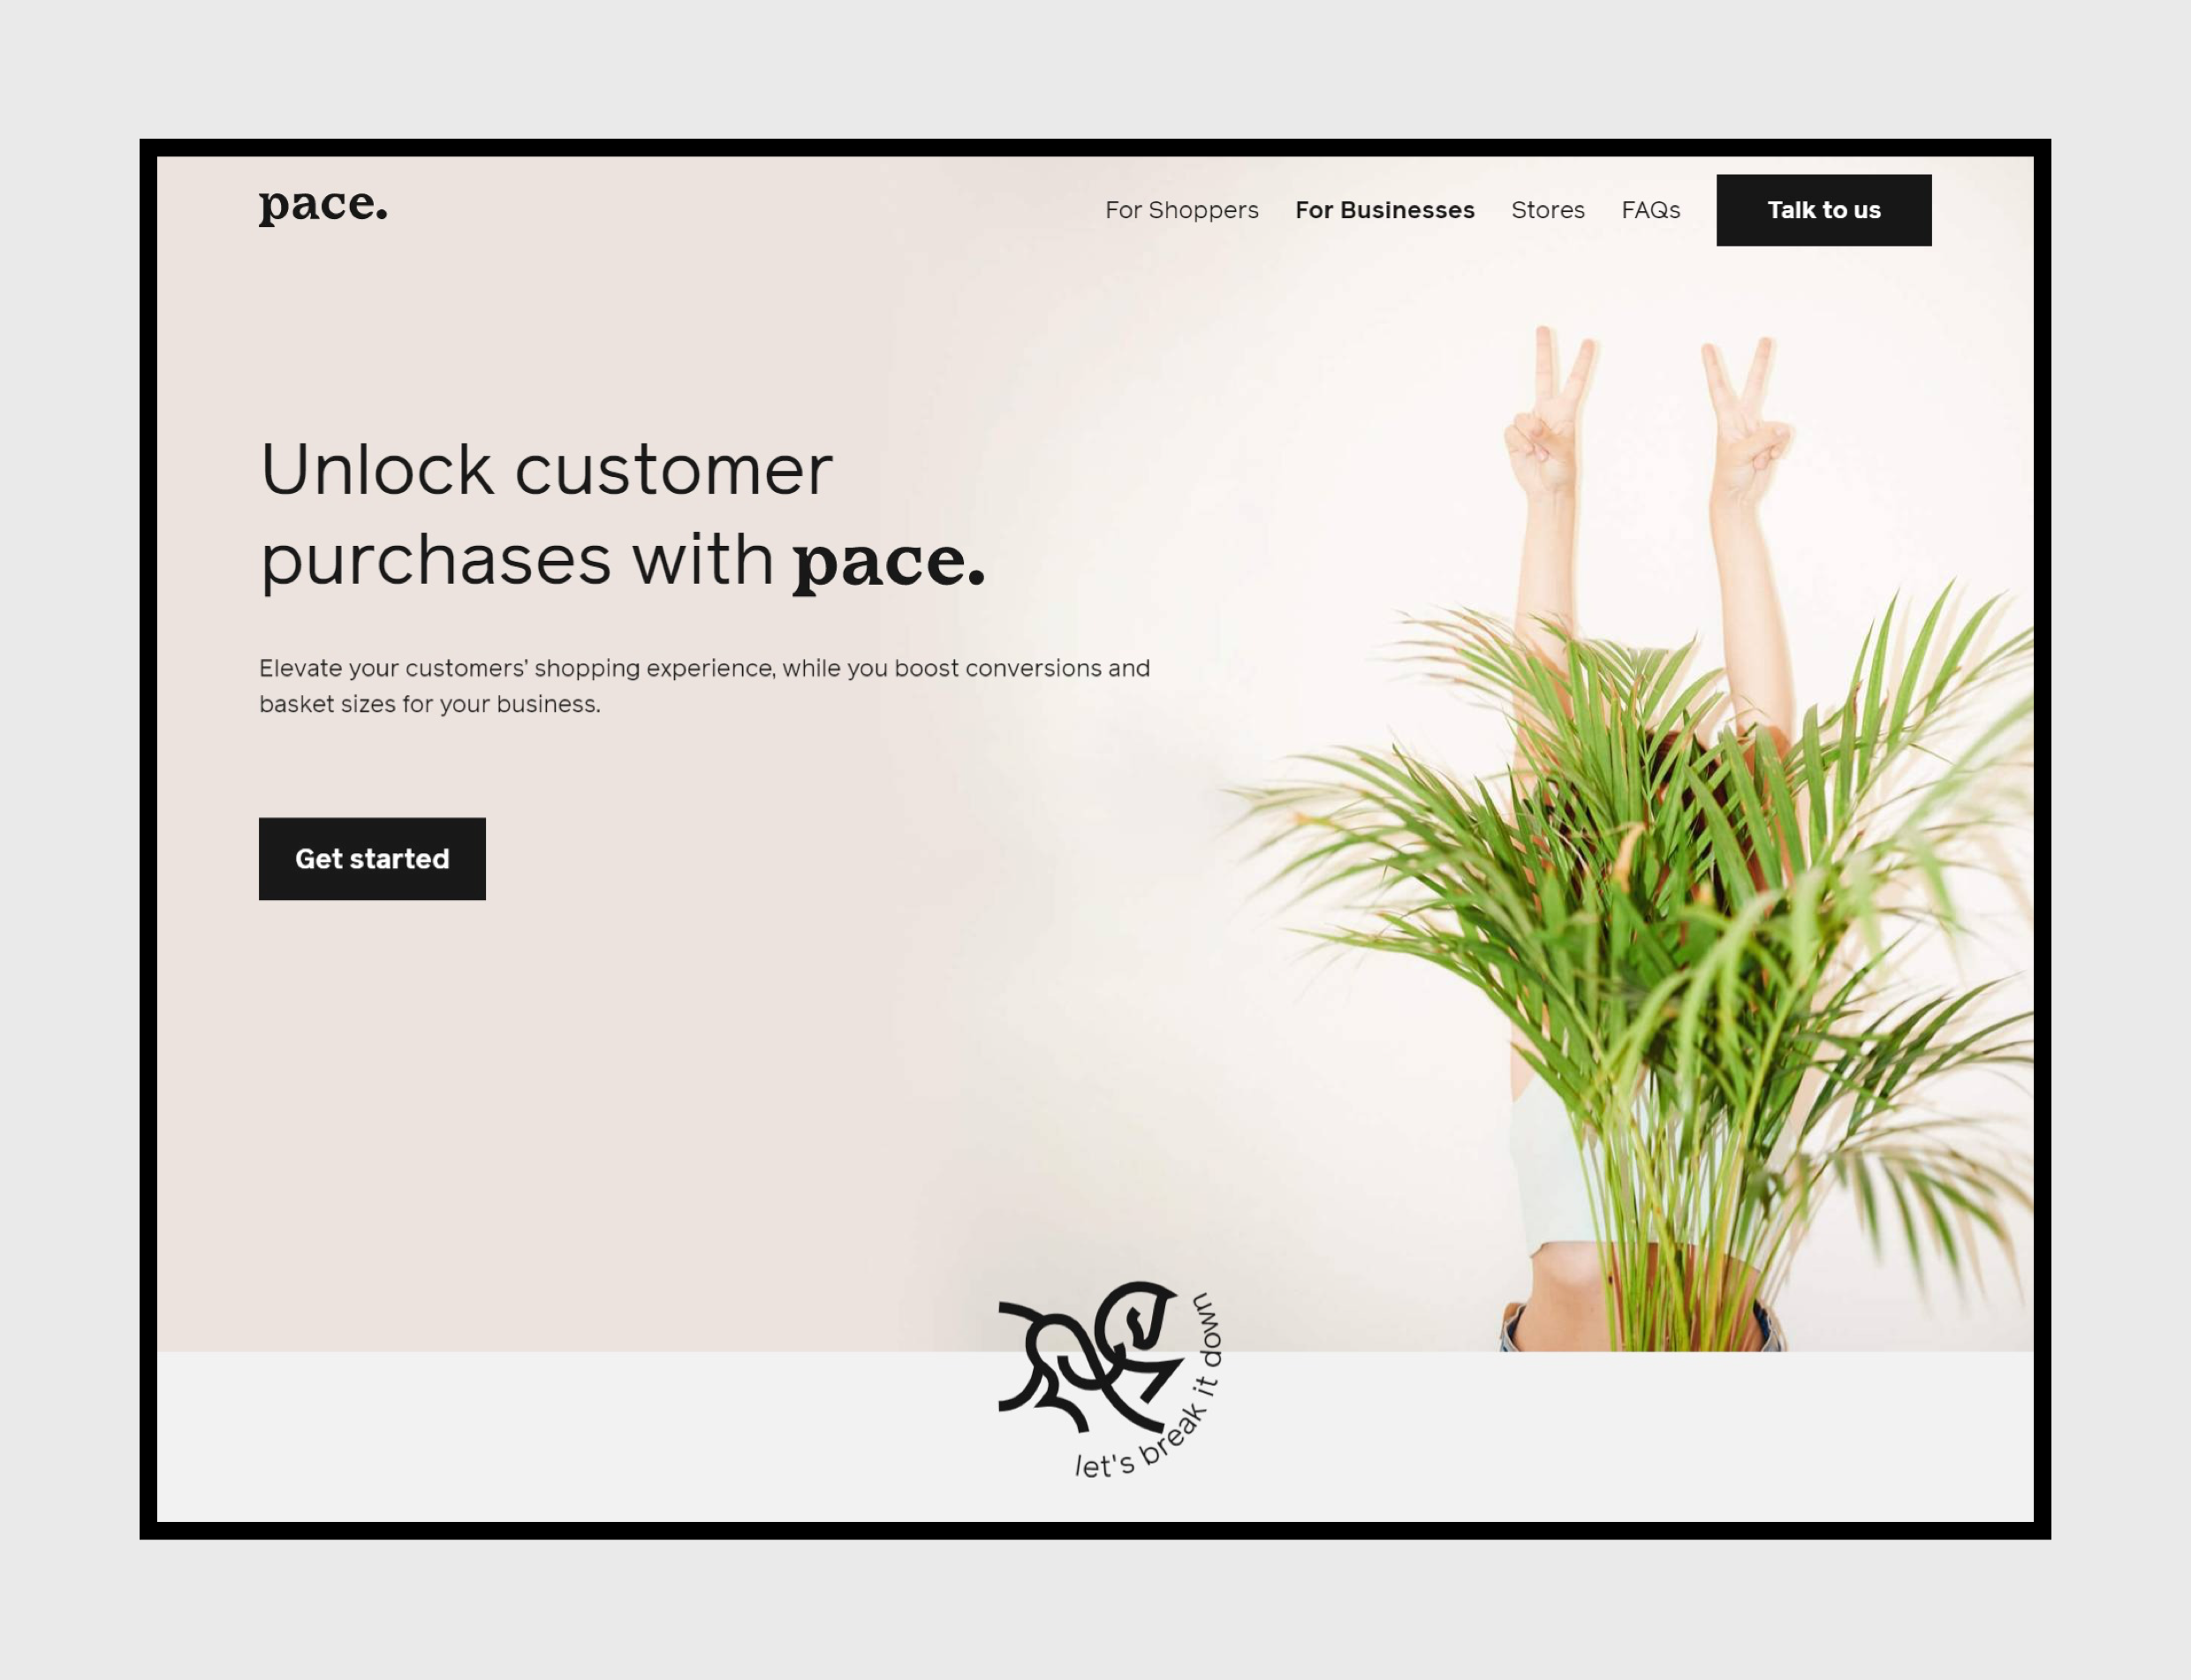 pace.
For Shoppers
For Businesses
Stores
FAQs
Talk to us
Unlock customer
purchases with pace.
Elevate your customers' shopping experience, while you boost conversions and
basket sizes for your business.
Get started
let's break it down